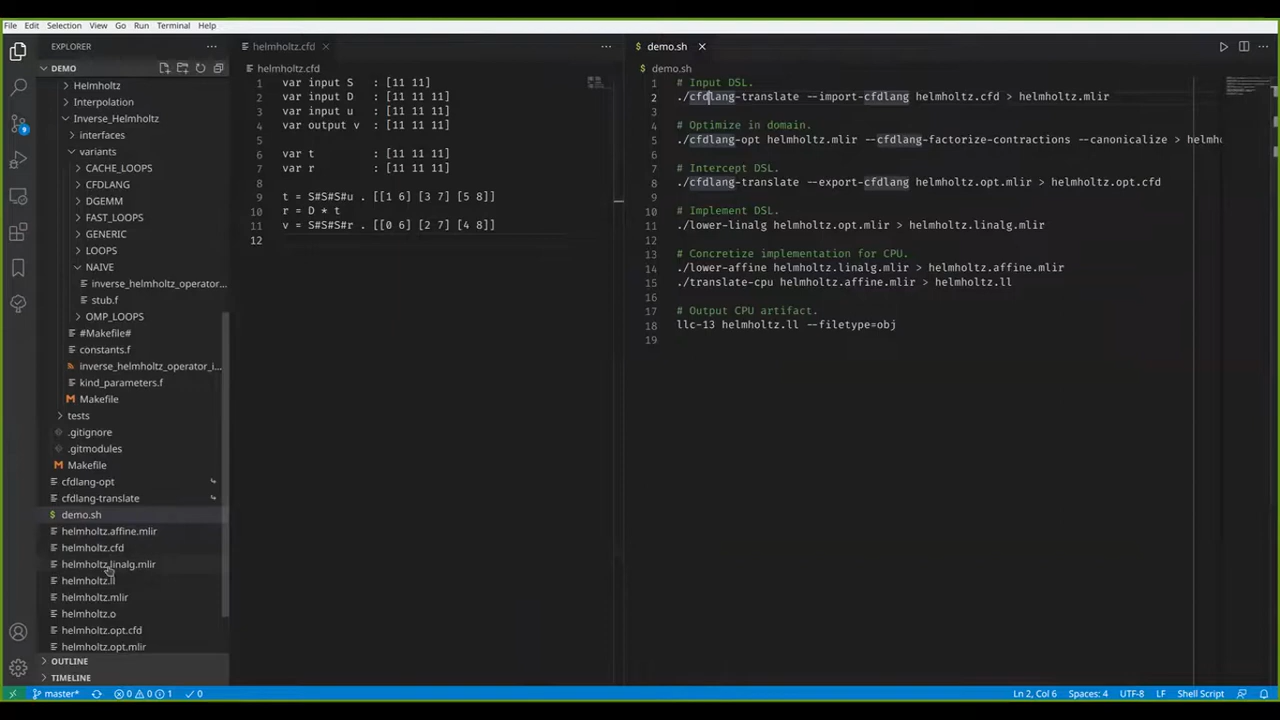 File Edit Selection View Go Run Terminal Help
EXPLORER
DEMO
Helmholtz
Interpolation
Inverse_Helmholtz
interfaces
variants
CACHE_LOOPS
CFDLANG
DGEMM
FAST_LOOPS
GENERIC
LOOPS
NAIVE
inverse_helmholtz_operator...
stub.f
OMP_LOOPS
#Makefile#
constants.f
inverse_helmholtz_operator_i...
kind_parameters.f
Makefile
tests
.gitignore
.gitmodules
Makefile
cfdlang-opt
cfdlang-translate
demo.sh
helmholtz.affine.mlir
helmholtz.cfd
helmholtz.linalg.mlir
helmholtz.ll
helmholtz.mlir
helmholtz.o
helmholtz.opt.cfd
helmholtz.opt.mlir
OUTLINE
TIMELINE
9
helmholtz.cfd
helmholtz.cfd
1 var input S : [11 11]
2 var input D : [11 11 11]
3 var input u : [11 11 11]
4 var output v : [11 11 11]
5
6 var t : [11 11 11]
7 var r : [11 11 11]
8
9 t = S#S#S#u . [[1 6] [3 7] [5 8]]
10 r = D * t
11 v = S#S#S#r . [[0 6] [2 7] [4 8]]
12
$ demo.sh
$ demo.sh
1 # Input DSL.
2 ./cfdlang-translate --import-cfdlang helmholtz.cfd > helmholtz.mlir
3
4 # Optimize in domain.
5 ./cfdlang-opt helmholtz.mlir --cfdlang-factorize-contractions --canonicalize > helmho
6
7 # Intercept DSL.
8 ./cfdlang-translate --export-cfdlang helmholtz.opt.mlir > helmholtz.opt.cfd
9
10 # Implement DSL.
11 ./lower-linalg helmholtz.opt.mlir > helmholtz.linalg.mlir
12
13 # Concretize implementation for CPU.
14 ./lower-affine helmholtz.linalg.mlir > helmholtz.affine.mlir
15 ./translate-cpu helmholtz.affine.mlir > helmholtz.ll
16
17 # Output CPU artifact.
18 llc-13 helmholtz.ll --filetype=obj
19
master* 0 0 1 0 Ln 2, Col 6 Spaces: 4 UTF-8 LF Shell Script